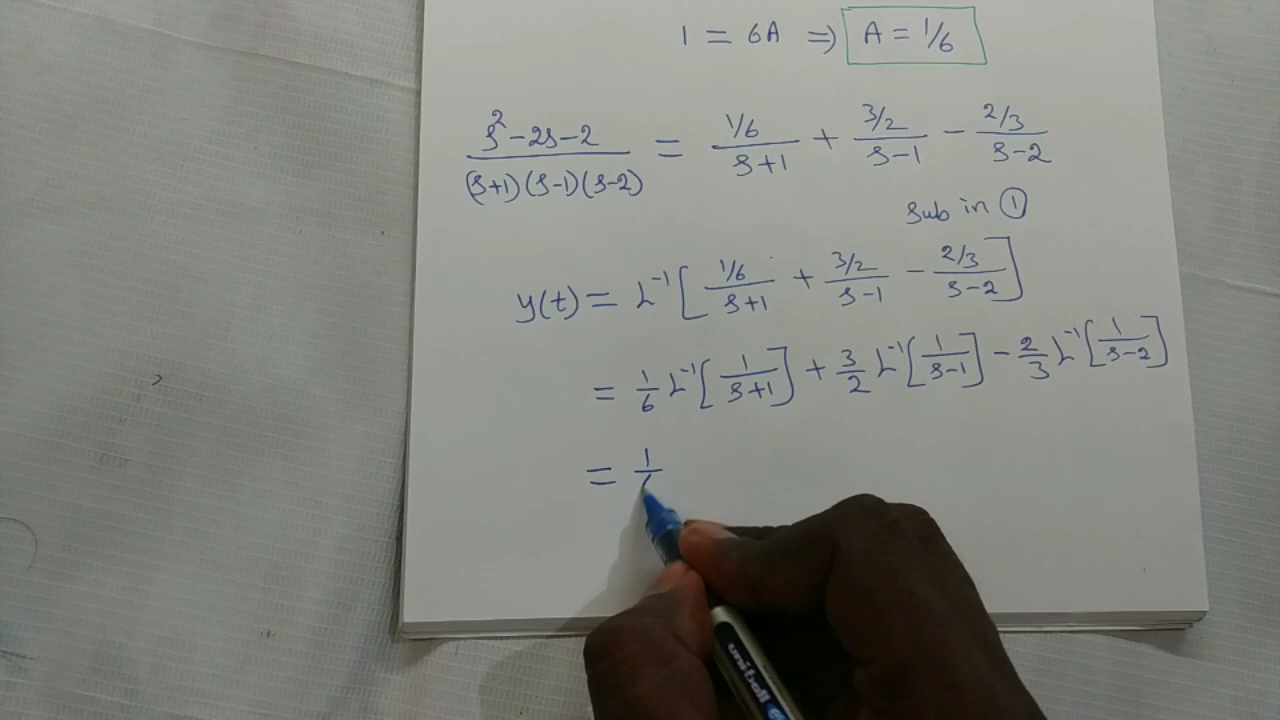 1 = 6A ⇒ A = 1/6
s²-2s-2 / (s+1)(s-1)(s-2) = 1/6 / s+1 + 3/2 / s-1 - 2/3 / s-2
Sub in ①
y(t) = L⁻¹[ 1/6 / s+1 + 3/2 / s-1 - 2/3 / s-2 ]
= 1/6 L⁻¹[ 1 / s+1 ] + 3/2 L⁻¹[ 1 / s-1 ] - 2/3 L⁻¹[ 1 / s-2 ]
= 1/
uniball